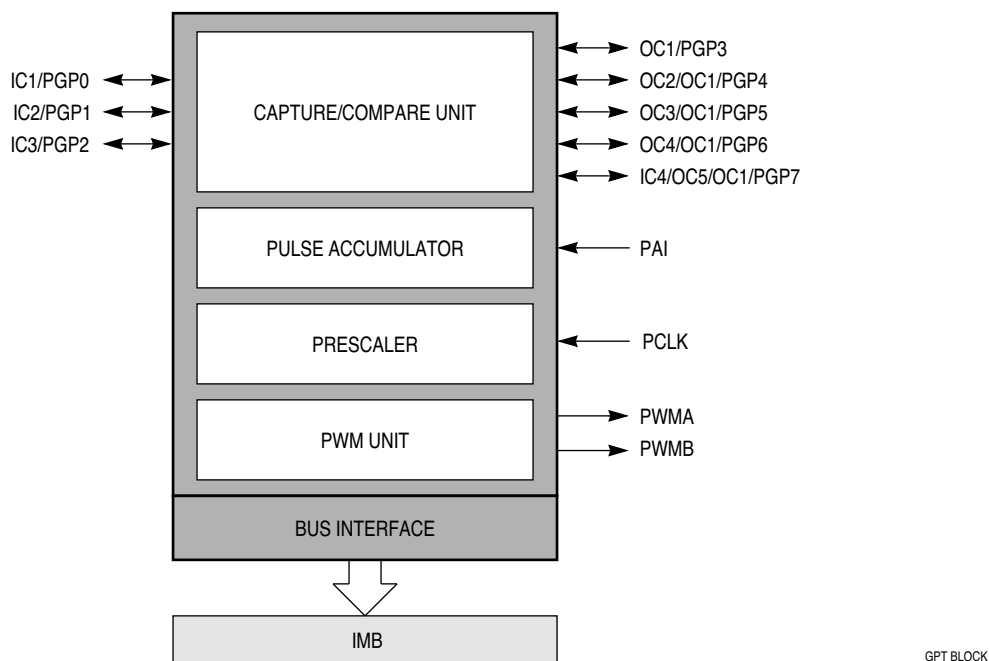 IC1/PGP0
IC2/PGP1
IC3/PGP2
CAPTURE/COMPARE UNIT
OC1/PGP3
OC2/OC1/PGP4
OC3/OC1/PGP5
OC4/OC1/PGP6
IC4/OC5/OC1/PGP7
PULSE ACCUMULATOR
PAI
PRESCALER
PCLK
PWM UNIT
PWMA
PWMB
BUS INTERFACE
IMB
GPT BLOCK